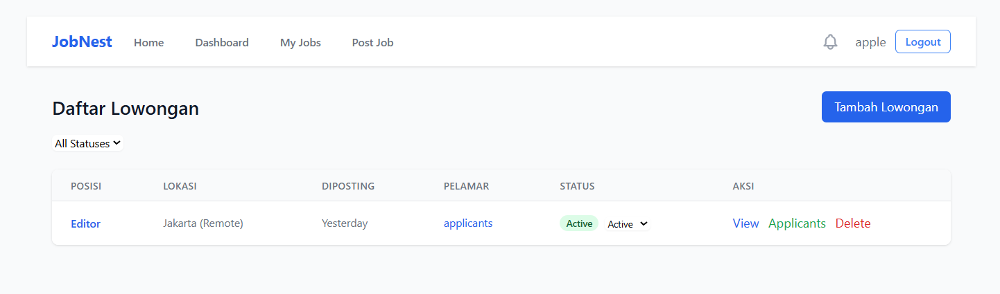 JobNest Home Dashboard My Jobs Post Job apple Logout
Daftar Lowongan Tambah Lowongan
All Statuses
POSISI LOKASI DIPOSTING PELAMAR STATUS AKSI
Editor Jakarta (Remote) Yesterday applicants Active Active View Applicants Delete